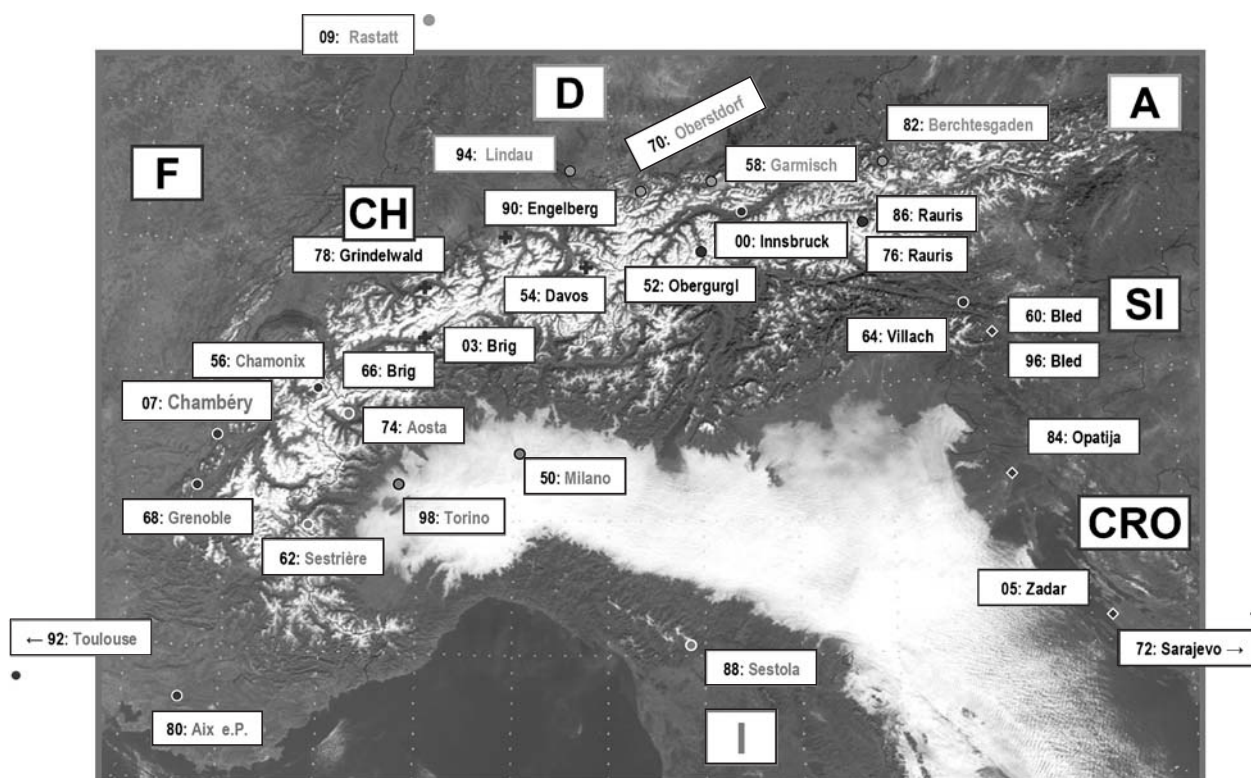 09: Rastatt
D
A
70: Oberstdorf
82: Berchtesgaden
94: Lindau
58: Garmisch
F
CH
90: Engelberg
86: Rauris
00: Innsbruck
78: Grindelwald
76: Rauris
54: Davos
52: Obergurgl
SI
60: Bled
64: Villach
03: Brig
56: Chamonix
96: Bled
66: Brig
07: Chambéry
74: Aosta
84: Opatija
50: Milano
68: Grenoble
98: Torino
CRO
62: Sestrière
05: Zadar
← 92: Toulouse
72: Sarajevo →
88: Sestola
80: Aix e.P.
I